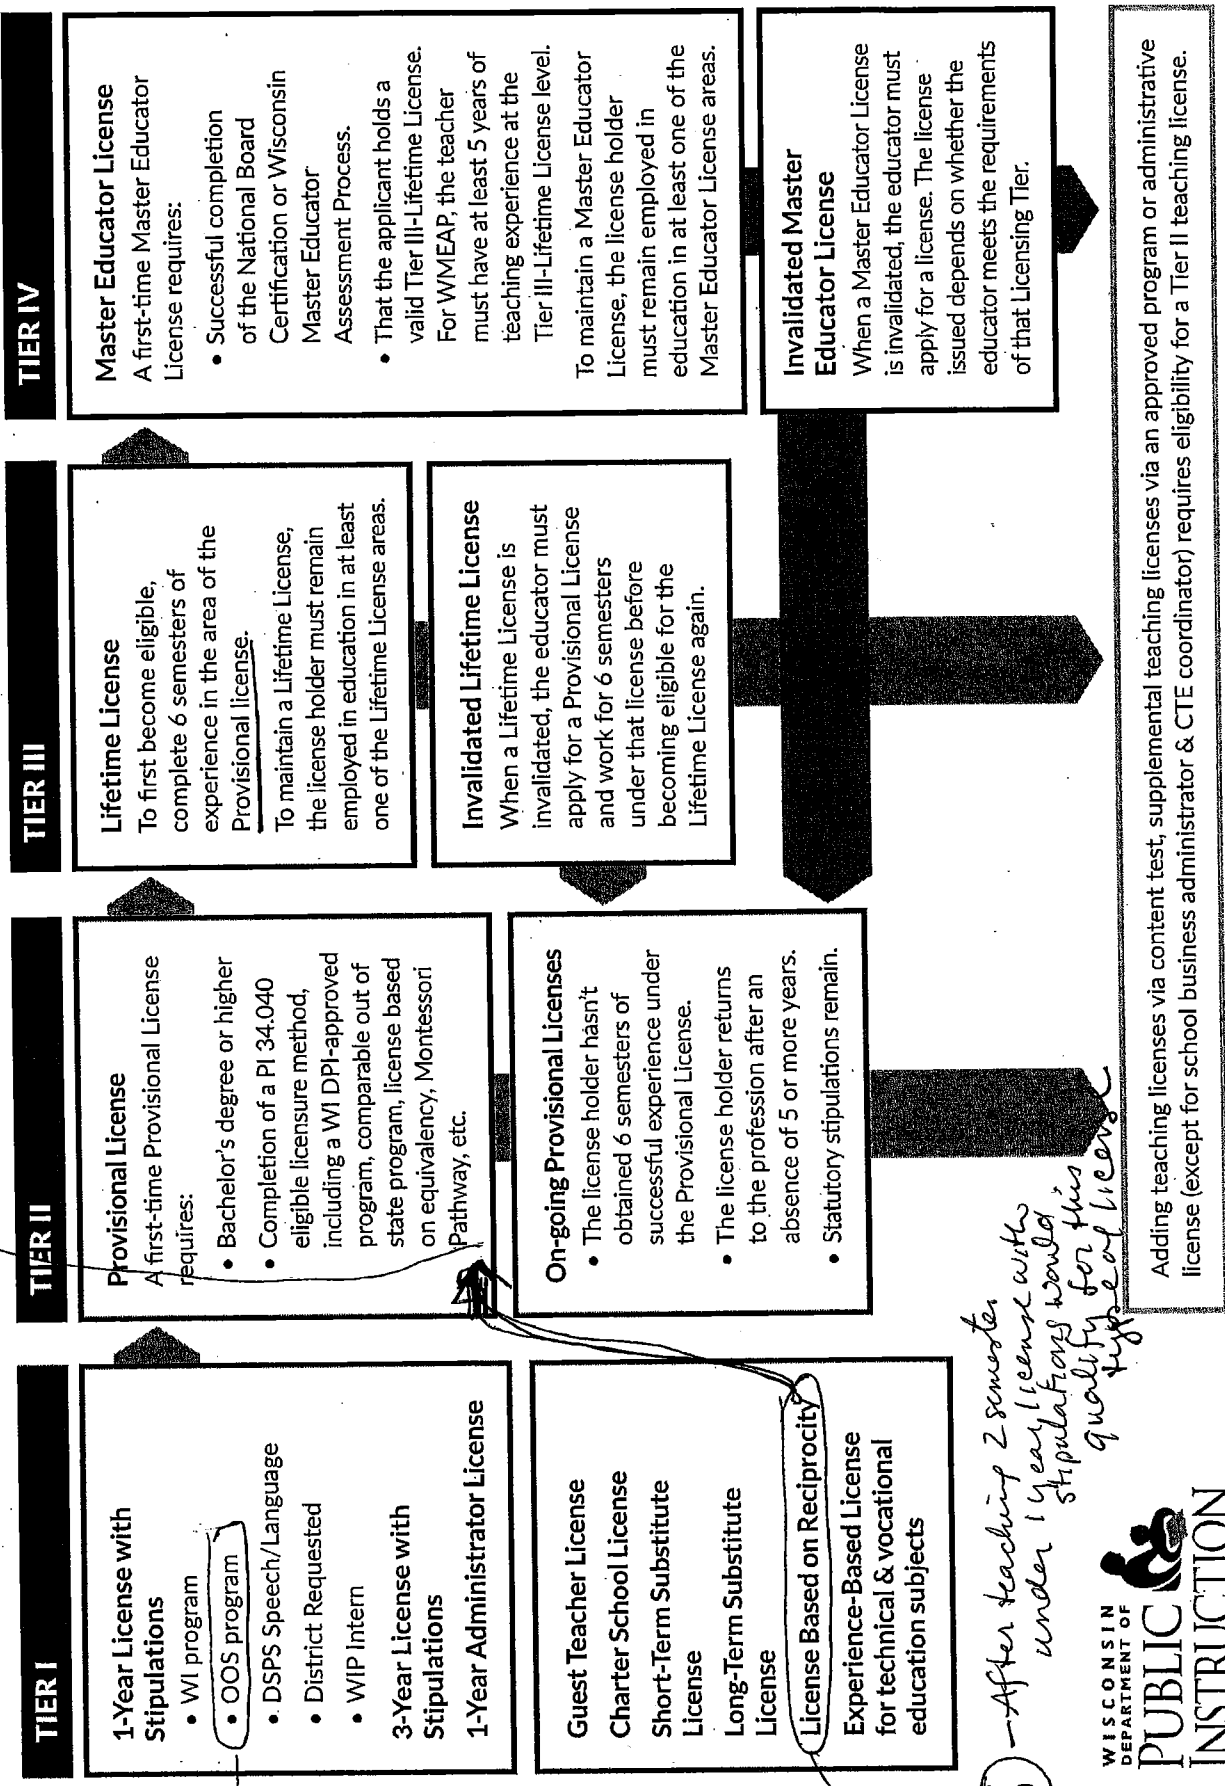 TIER I
1-Year License with
Stipulations
• WI program
• OOS program
• DSPS Speech/Language
• District Requested
• WIP Intern
3-Year License with
Stipulations
1-Year Administrator License
Guest Teacher License
Charter School License
Short-Term Substitute
License
Long-Term Substitute
License
License Based on Reciprocity
Experience-Based License
for technical & vocational
education subjects
TIER II
Provisional License
A first-time Provisional License
requires:
• Bachelor's degree or higher
• Completion of a PI 34.040
eligible licensure method,
including a WI DPI-approved
program, comparable out of
state program, license based
on equivalency, Montessori
Pathway, etc.
On-going Provisional Licenses
• The license holder hasn't
obtained 6 semesters of
successful experience under
the Provisional License.
• The license holder returns
to the profession after an
absence of 5 or more years.
• Statutory stipulations remain.
TIER III
Lifetime License
To first become eligible,
complete 6 semesters of
experience in the area of the
Provisional license.
To maintain a Lifetime License,
the license holder must remain
employed in education in at least
one of the Lifetime License areas.
Invalidated Lifetime License
When a Lifetime License is
invalidated, the educator must
apply for a Provisional License
and work for 6 semesters
under that license before
becoming eligible for the
Lifetime License again.
TIER IV
Master Educator License
A first-time Master Educator
License requires:
• Successful completion
of the National Board
Certification or Wisconsin
Master Educator
Assessment Process.
• That the applicant holds a
valid Tier III-Lifetime License.
For WMEAP, the teacher
must have at least 5 years of
teaching experience at the
Tier III-Lifetime License level.
To maintain a Master Educator
License, the license holder
must remain employed in
education in at least one of the
Master Educator License areas.
Invalidated Master
Educator License
When a Master Educator License
is invalidated, the educator must
apply for a license. The license
issued depends on whether the
educator meets the requirements
of that Licensing Tier.
- After teaching 2 semesters
under 1 year license with
stipulations would
qualify for this
type of license
WISCONSIN
DEPARTMENT OF
PUBLIC
INSTRUCTION
Adding teaching licenses via content test, supplemental teaching licenses via an approved program or administrative
license (except for school business administrator & CTE coordinator) requires eligibility for a Tier II teaching license.